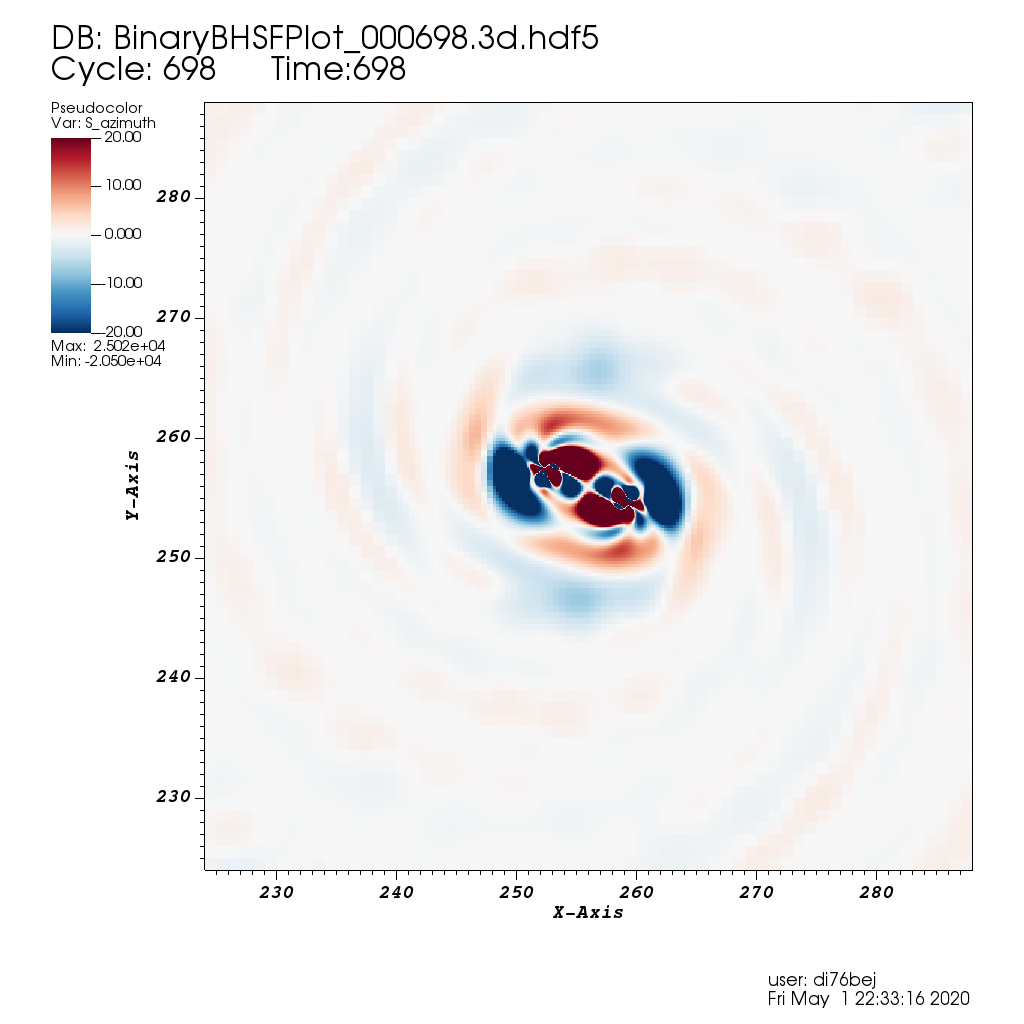 DB: BinaryBHSFPlot_000698.3d.hdf5
Cycle: 698 Time:698
Pseudocolor
Var: S_azimuth
20.00
10.00
0.000
-10.00
-20.00
Max: 2.502e+04
Min: -2.050e+04
280
270
260
250
240
230
Y-Axis
230 240 250 260 270 280
X-Axis
user: di76bej
Fri May 1 22:33:16 2020